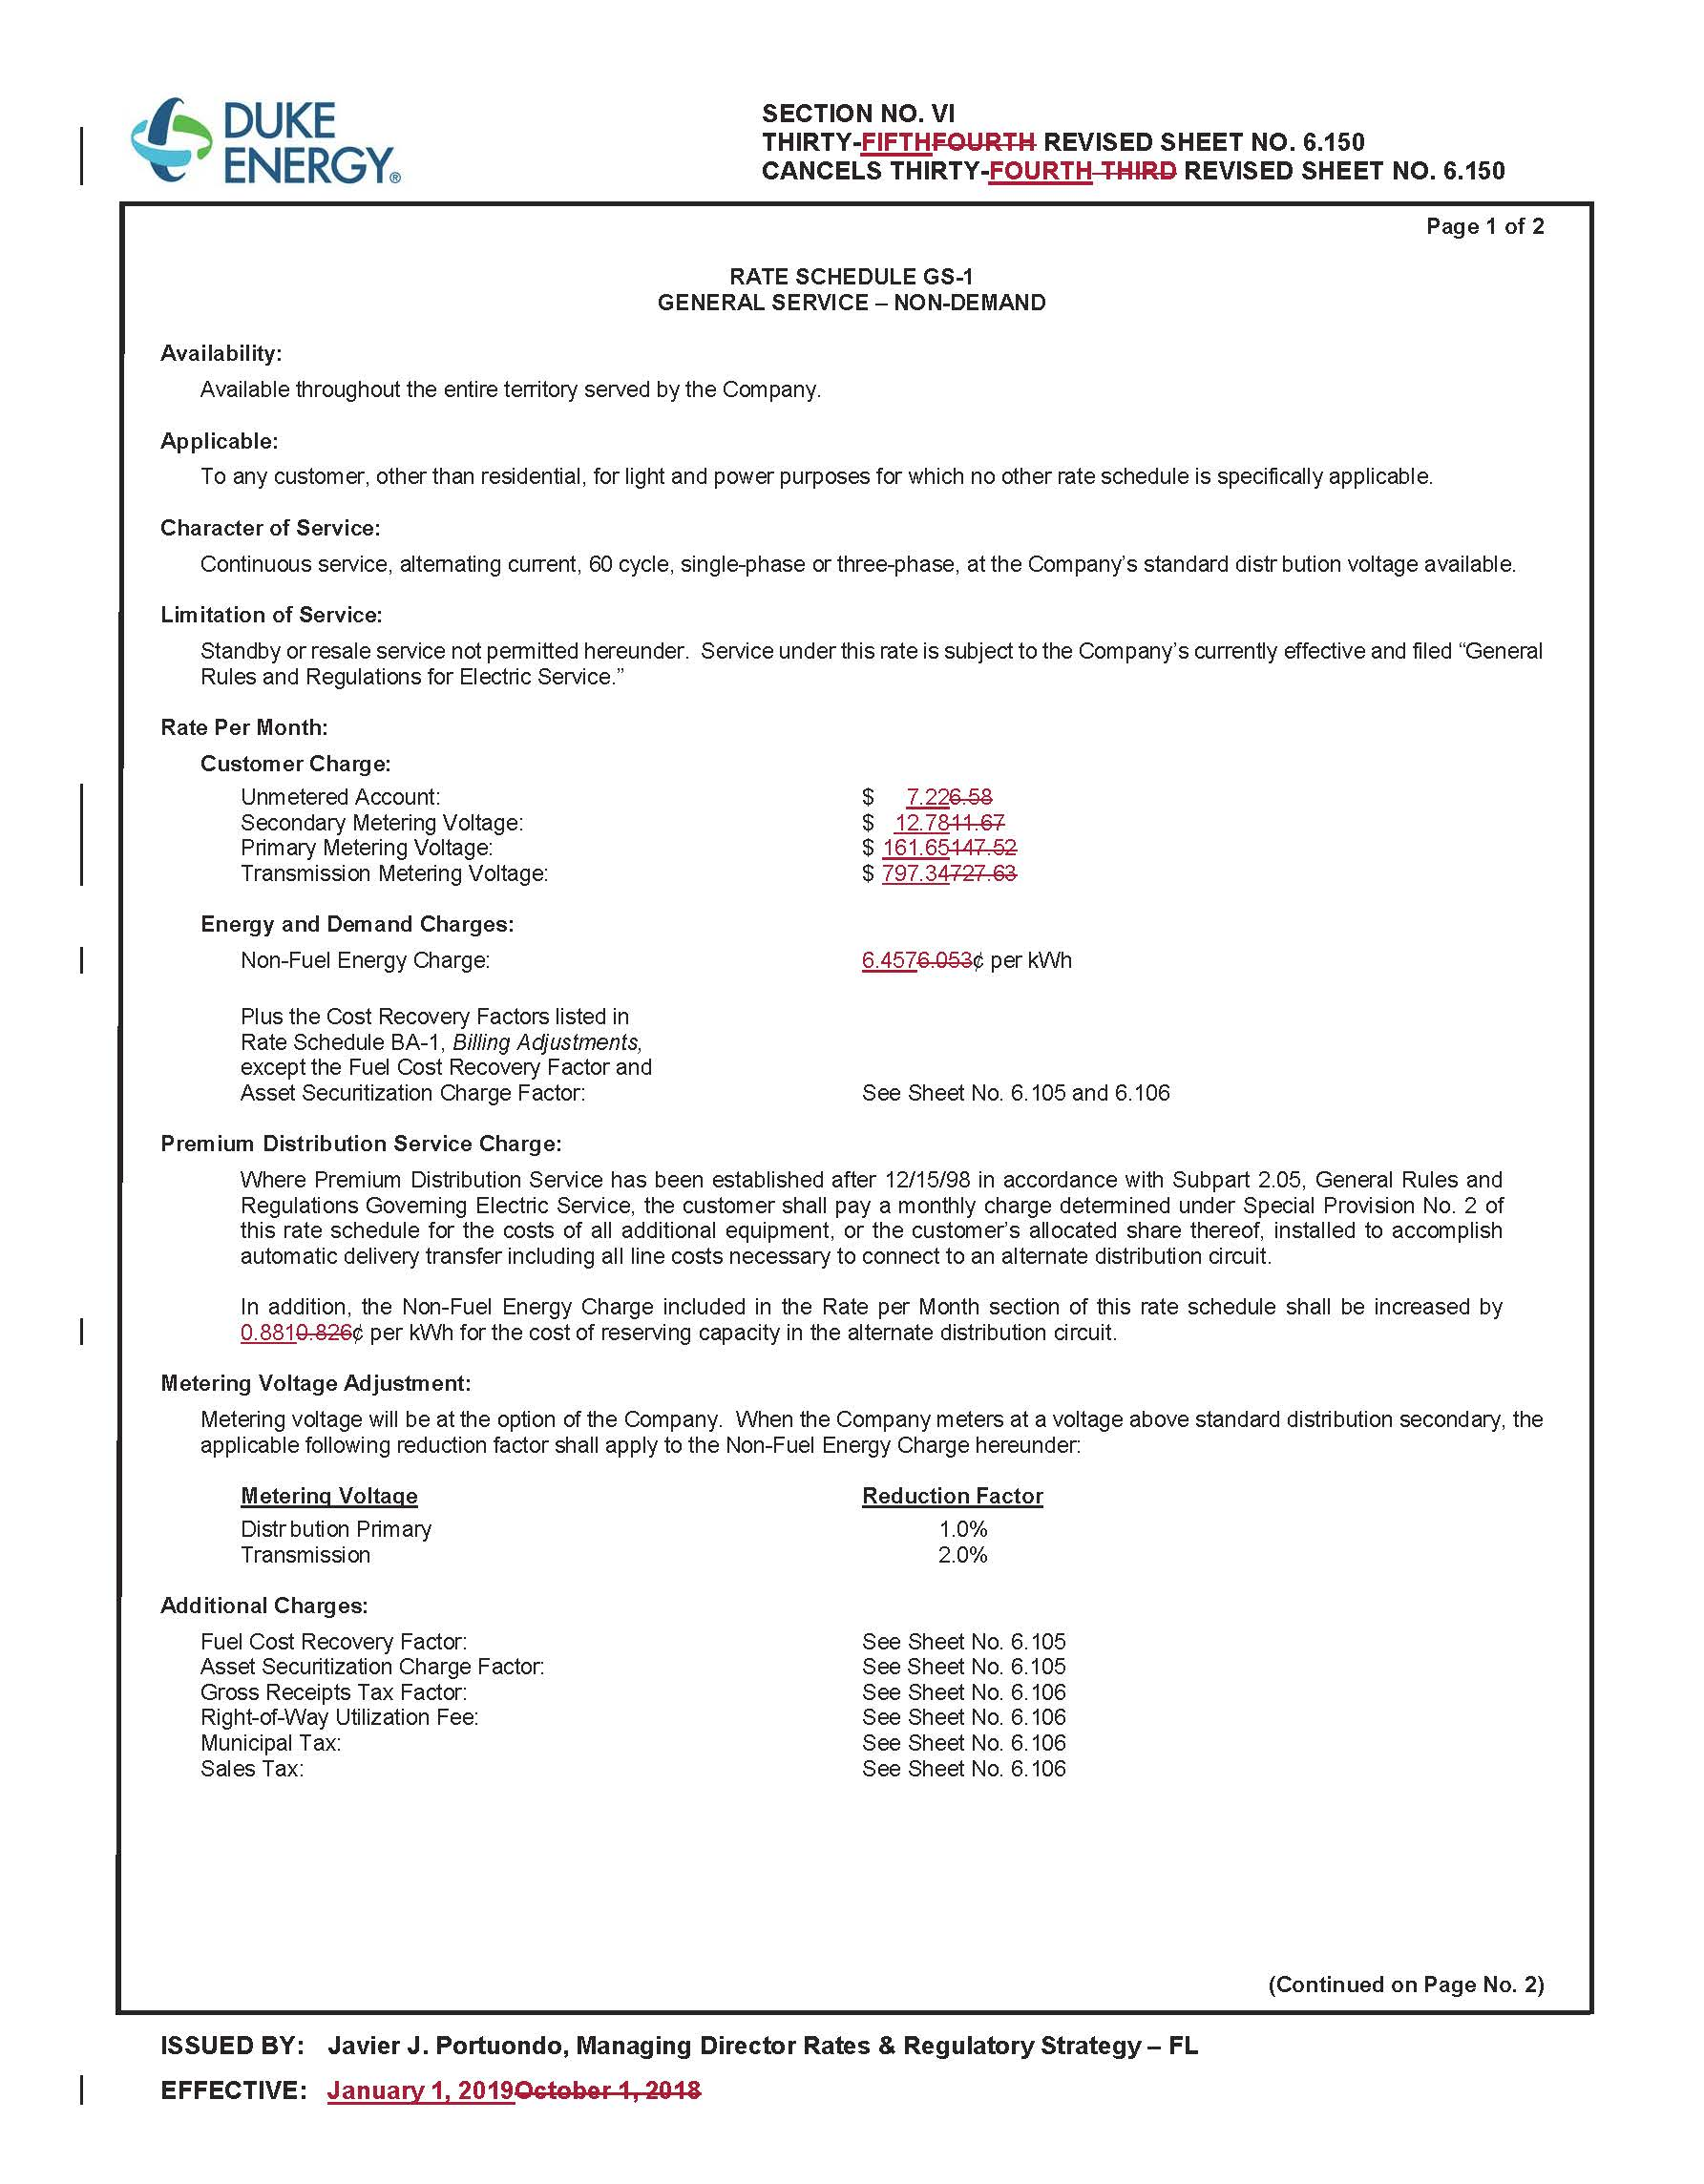 DUKE
ENERGY®
SECTION NO. VI
THIRTY-FIFTHFOURTH REVISED SHEET NO. 6.150
CANCELS THIRTY-FOURTH THIRD REVISED SHEET NO. 6.150
Page 1 of 2
RATE SCHEDULE GS-1
GENERAL SERVICE – NON-DEMAND
Availability:
Available throughout the entire territory served by the Company.
Applicable:
To any customer, other than residential, for light and power purposes for which no other rate schedule is specifically applicable.
Character of Service:
Continuous service, alternating current, 60 cycle, single-phase or three-phase, at the Company's standard distr bution voltage available.
Limitation of Service:
Standby or resale service not permitted hereunder. Service under this rate is subject to the Company's currently effective and filed "General
Rules and Regulations for Electric Service."
Rate Per Month:
Customer Charge:
Unmetered Account: $ 7.226.58
Secondary Metering Voltage: $ 12.7811.67
Primary Metering Voltage: $ 161.65147.52
Transmission Metering Voltage: $ 797.34727.63
Energy and Demand Charges:
Non-Fuel Energy Charge: 6.4576.053¢ per kWh
Plus the Cost Recovery Factors listed in
Rate Schedule BA-1, Billing Adjustments,
except the Fuel Cost Recovery Factor and
Asset Securitization Charge Factor: See Sheet No. 6.105 and 6.106
Premium Distribution Service Charge:
Where Premium Distribution Service has been established after 12/15/98 in accordance with Subpart 2.05, General Rules and
Regulations Governing Electric Service, the customer shall pay a monthly charge determined under Special Provision No. 2 of
this rate schedule for the costs of all additional equipment, or the customer's allocated share thereof, installed to accomplish
automatic delivery transfer including all line costs necessary to connect to an alternate distribution circuit.
In addition, the Non-Fuel Energy Charge included in the Rate per Month section of this rate schedule shall be increased by
0.8810.826¢ per kWh for the cost of reserving capacity in the alternate distribution circuit.
Metering Voltage Adjustment:
Metering voltage will be at the option of the Company. When the Company meters at a voltage above standard distribution secondary, the
applicable following reduction factor shall apply to the Non-Fuel Energy Charge hereunder:
Metering Voltage Reduction Factor
Distr bution Primary 1.0%
Transmission 2.0%
Additional Charges:
Fuel Cost Recovery Factor: See Sheet No. 6.105
Asset Securitization Charge Factor: See Sheet No. 6.105
Gross Receipts Tax Factor: See Sheet No. 6.106
Right-of-Way Utilization Fee: See Sheet No. 6.106
Municipal Tax: See Sheet No. 6.106
Sales Tax: See Sheet No. 6.106
(Continued on Page No. 2)
ISSUED BY: Javier J. Portuondo, Managing Director Rates & Regulatory Strategy – FL
EFFECTIVE: January 1, 2019October 1, 2018